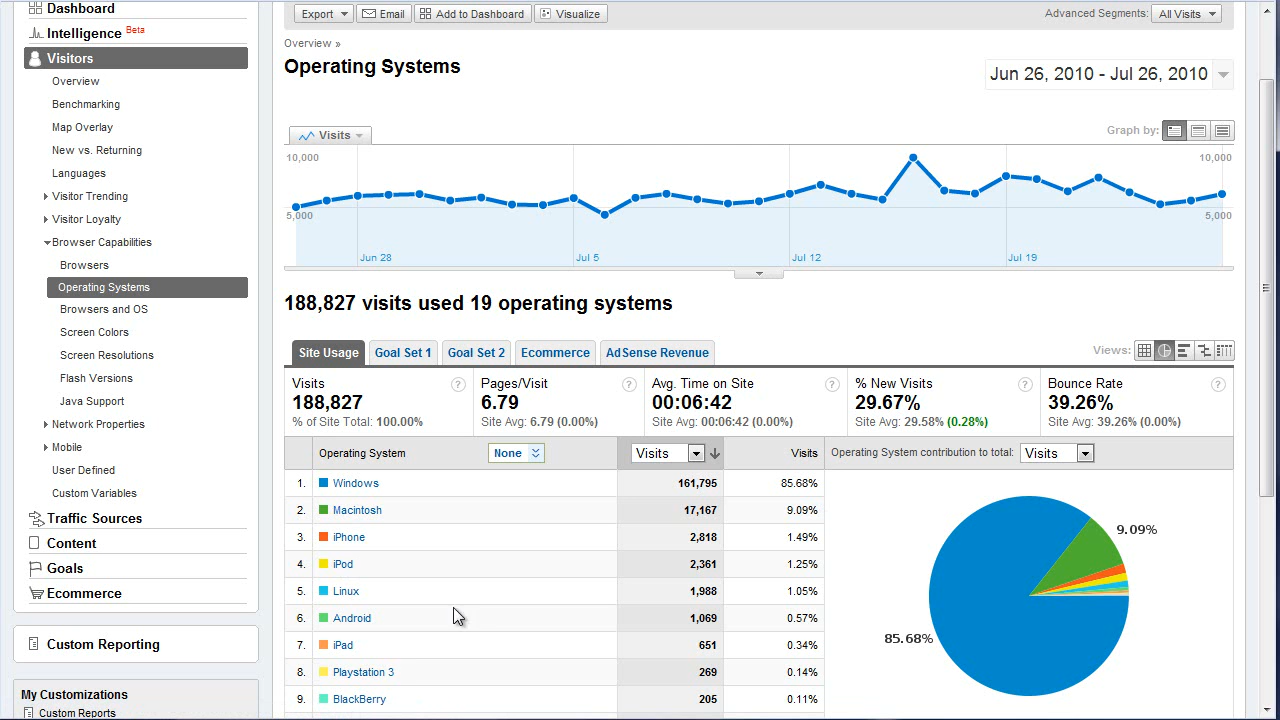 Dashboard
Intelligence Beta
Visitors
Overview
Benchmarking
Map Overlay
New vs. Returning
Languages
Visitor Trending
Visitor Loyalty
Browser Capabilities
Browsers
Operating Systems
Browsers and OS
Screen Colors
Screen Resolutions
Flash Versions
Java Support
Network Properties
Mobile
User Defined
Custom Variables
Traffic Sources
Content
Goals
Ecommerce
Custom Reporting
My Customizations
Custom Reports
Export Email Add to Dashboard Visualize Advanced Segments: All Visits
Overview »
Operating Systems
Jun 26, 2010 - Jul 26, 2010
Visits
Graph by:
10,000 10,000
5,000 5,000
Jun 28 Jul 5 Jul 12 Jul 19
188,827 visits used 19 operating systems
Site Usage Goal Set 1 Goal Set 2 Ecommerce AdSense Revenue Views:
Visits ? Pages/Visit ? Avg. Time on Site ? % New Visits ? Bounce Rate ?
188,827 6.79 00:06:42 29.67% 39.26%
% of Site Total: 100.00% Site Avg: 6.79 (0.00%) Site Avg: 00:06:42 (0.00%) Site Avg: 29.58% (0.28%) Site Avg: 39.26% (0.00%)
Operating System None Visits Visits Operating System contribution to total: Visits
1. Windows 161,795 85.68%
2. Macintosh 17,167 9.09%
3. iPhone 2,818 1.49%
4. iPod 2,361 1.25%
5. Linux 1,988 1.05%
6. Android 1,069 0.57%
7. iPad 651 0.34%
8. Playstation 3 269 0.14%
9. BlackBerry 205 0.11%
9.09%
85.68%